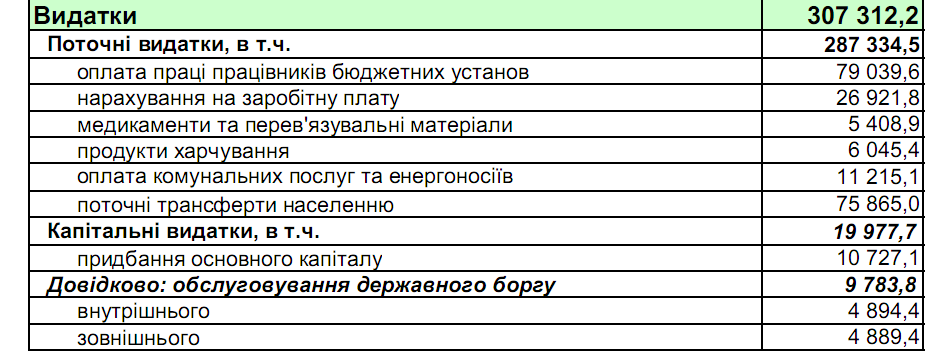 Видатки 307 312,2
Поточні видатки, в т.ч. 287 334,5
оплата праці працівників бюджетних установ 79 039,6
нарахування на заробітну плату 26 921,8
медикаменти та перев'язувальні матеріали 5 408,9
продукти харчування 6 045,4
оплата комунальних послуг та енергоносіїв 11 215,1
поточні трансферти населенню 75 865,0
Капітальні видатки, в т.ч. 19 977,7
придбання основного капіталу 10 727,1
Довідково: обслуговування державного боргу 9 783,8
внутрішнього 4 894,4
зовнішнього 4 889,4